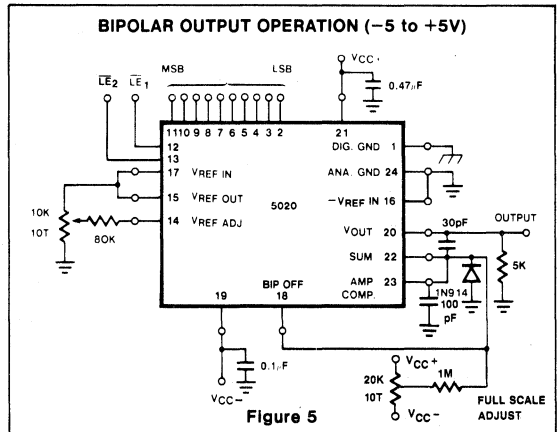 BIPOLAR OUTPUT OPERATION (−5 to +5V)
VCC+
LE2 LE1 MSB LSB
0.47μF
11 10 9 8 7 6 5 4 3 2 21
12 DIG. GND 1
13
17 VREF IN ANA. GND 24
15 VREF OUT 5020 −VREF IN 16
10K
10T
80K
14 VREF ADJ
30pF OUTPUT
VOUT 20
SUM 22
5K
BIP OFF AMP COMP. 23
1N914
19 18
100 pF
0.1μF
VCC−
VCC+
20K 1M
10T
VCC−
FULL SCALE
ADJUST
Figure 5